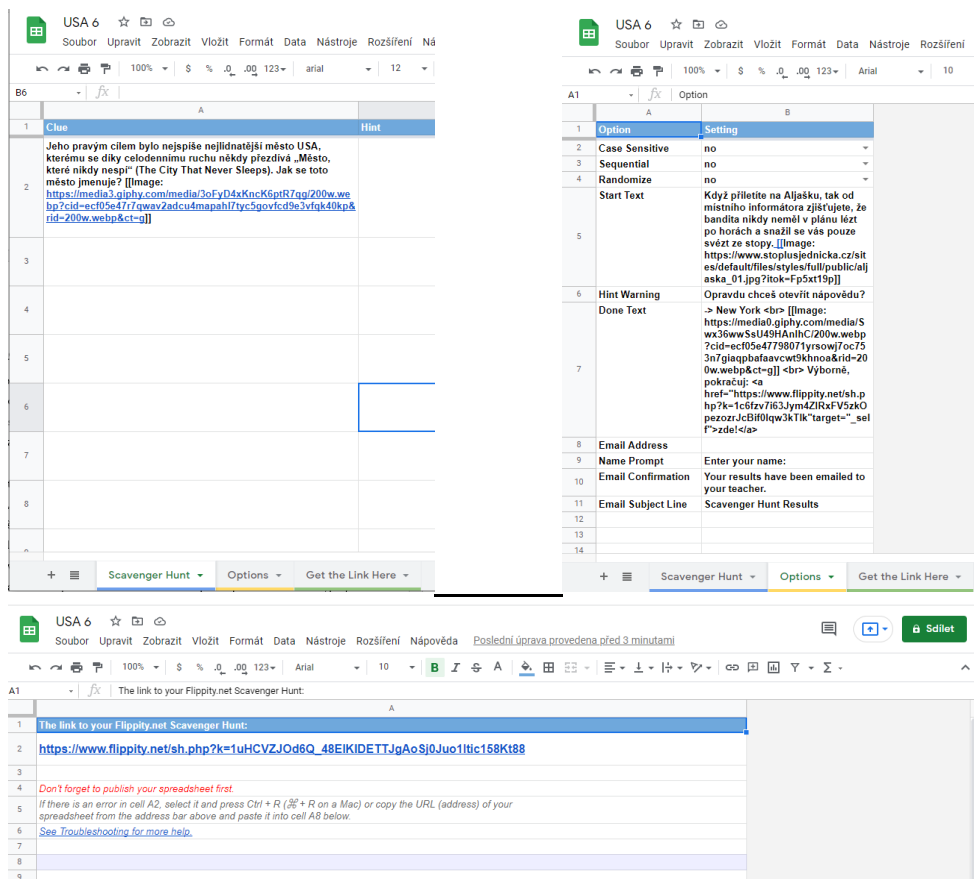 USA 6
Soubor Upravit Zobrazit Vložit Formát Data Nástroje Rozšíření Ná
100% $ % .0 .00 123 arial 12
B6 fx
A
1 Clue Hint
2 Jeho pravým cílem bylo nejspíše nejlidnatější město USA,
kterému se díky celodennímu ruchu někdy přezdívá „Město,
které nikdy nespí“ (The City That Never Sleeps). Jak se toto
město jmenuje? [[Image:
https://media3.giphy.com/media/3oFyD4xKncK6ptR7qg/200w.we
bp?cid=ecf05e47r7qwav2adcu4mapahl7tyc5govfcd9e3vfqk40kp&
rid=200w.webp&ct=g]]
3
4
5
6
7
8
9
Scavenger Hunt Options Get the Link Here
USA 6
Soubor Upravit Zobrazit Vložit Formát Data Nástroje Rozšíření
100% $ % .0 .00 123 Arial 10
A1 fx Option
A B
1 Option Setting
2 Case Sensitive no
3 Sequential no
4 Randomize no
5 Start Text Když přiletíte na Aljašku, tak od
místního informátora zjišťujete, že
bandita nikdy neměl v plánu lézt
po horách a snažil se vás pouze
svézt ze stopy. [[Image:
https://www.stoplusjednicka.cz/sit
es/default/files/styles/full/public/alj
aska_01.jpg?itok=Fp5xt19p]]
6 Hint Warning Opravdu chceš otevřít nápovědu?
7 Done Text -> New York <br> [[Image:
https://media0.giphy.com/media/S
wx36wwSsU49HAnIhC/200w.webp
?cid=ecf05e47798071yrsowj7oc75
3n7giaqpbafaavcwt9khnoa&rid=20
0w.webp&ct=g]] <br> Výborně,
pokračuj: <a
href="https://www.flippity.net/sh.p
hp?k=1c6fzv7i63Jym4ZIRxFV5zkO
pezozrJcBif0Iqw3kTlk"target="_sel
f">zde!</a>
8 Email Address
9 Name Prompt Enter your name:
10 Email Confirmation Your results have been emailed to
your teacher.
11 Email Subject Line Scavenger Hunt Results
12
13
14
Scavenger Hunt Options Get the Link Here
USA 6
Soubor Upravit Zobrazit Vložit Formát Data Nástroje Rozšíření Nápověda Poslední úprava provedena před 3 minutami Sdílet
100% $ % .0 .00 123 Arial 10 B I S A
A1 fx The link to your Flippity.net Scavenger Hunt:
A
1 The link to your Flippity.net Scavenger Hunt:
2 https://www.flippity.net/sh.php?k=1uHCVZJOd6Q_48EIKIDETTJgAoSj0Juo1ltic158Kt88
3
4 Don't forget to publish your spreadsheet first.
5 If there is an error in cell A2, select it and press Ctrl + R (⌘ + R on a Mac) or copy the URL (address) of your
spreadsheet from the address bar above and paste it into cell A8 below.
6 See Troubleshooting for more help.
7
8
9